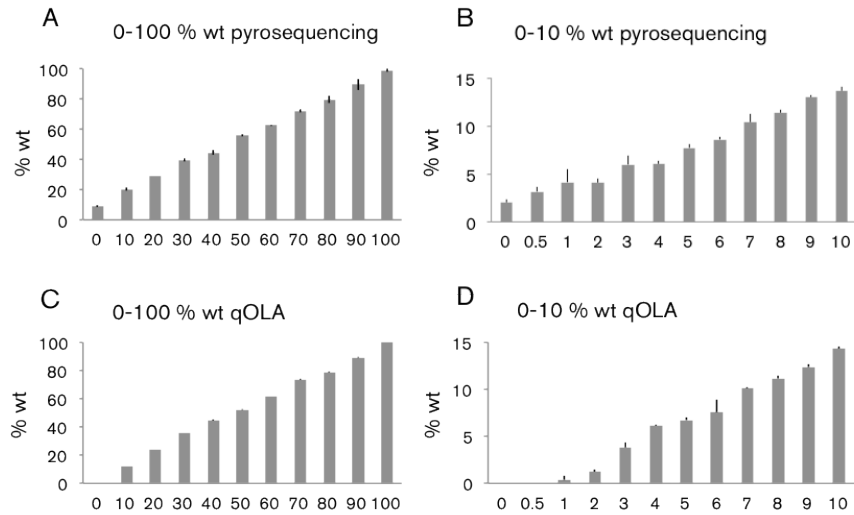 A
0-100 % wt pyrosequencing
% wt
100
80
60
40
20
0
0 10 20 30 40 50 60 70 80 90 100
B
0-10 % wt pyrosequencing
% wt
15
10
5
0
0 0.5 1 2 3 4 5 6 7 8 9 10
C
0-100 % wt qOLA
% wt
100
80
60
40
20
0
0 10 20 30 40 50 60 70 80 90 100
D
0-10 % wt qOLA
% wt
15
10
5
0
0 0.5 1 2 3 4 5 6 7 8 9 10